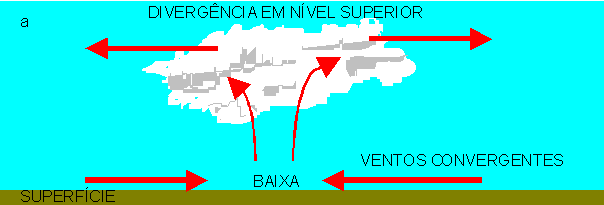 DIVERGÊNCIA EM NÍVEL SUPERIOR
a
VENTOS CONVERGENTES
BAIXA
SUPERFÍCIE